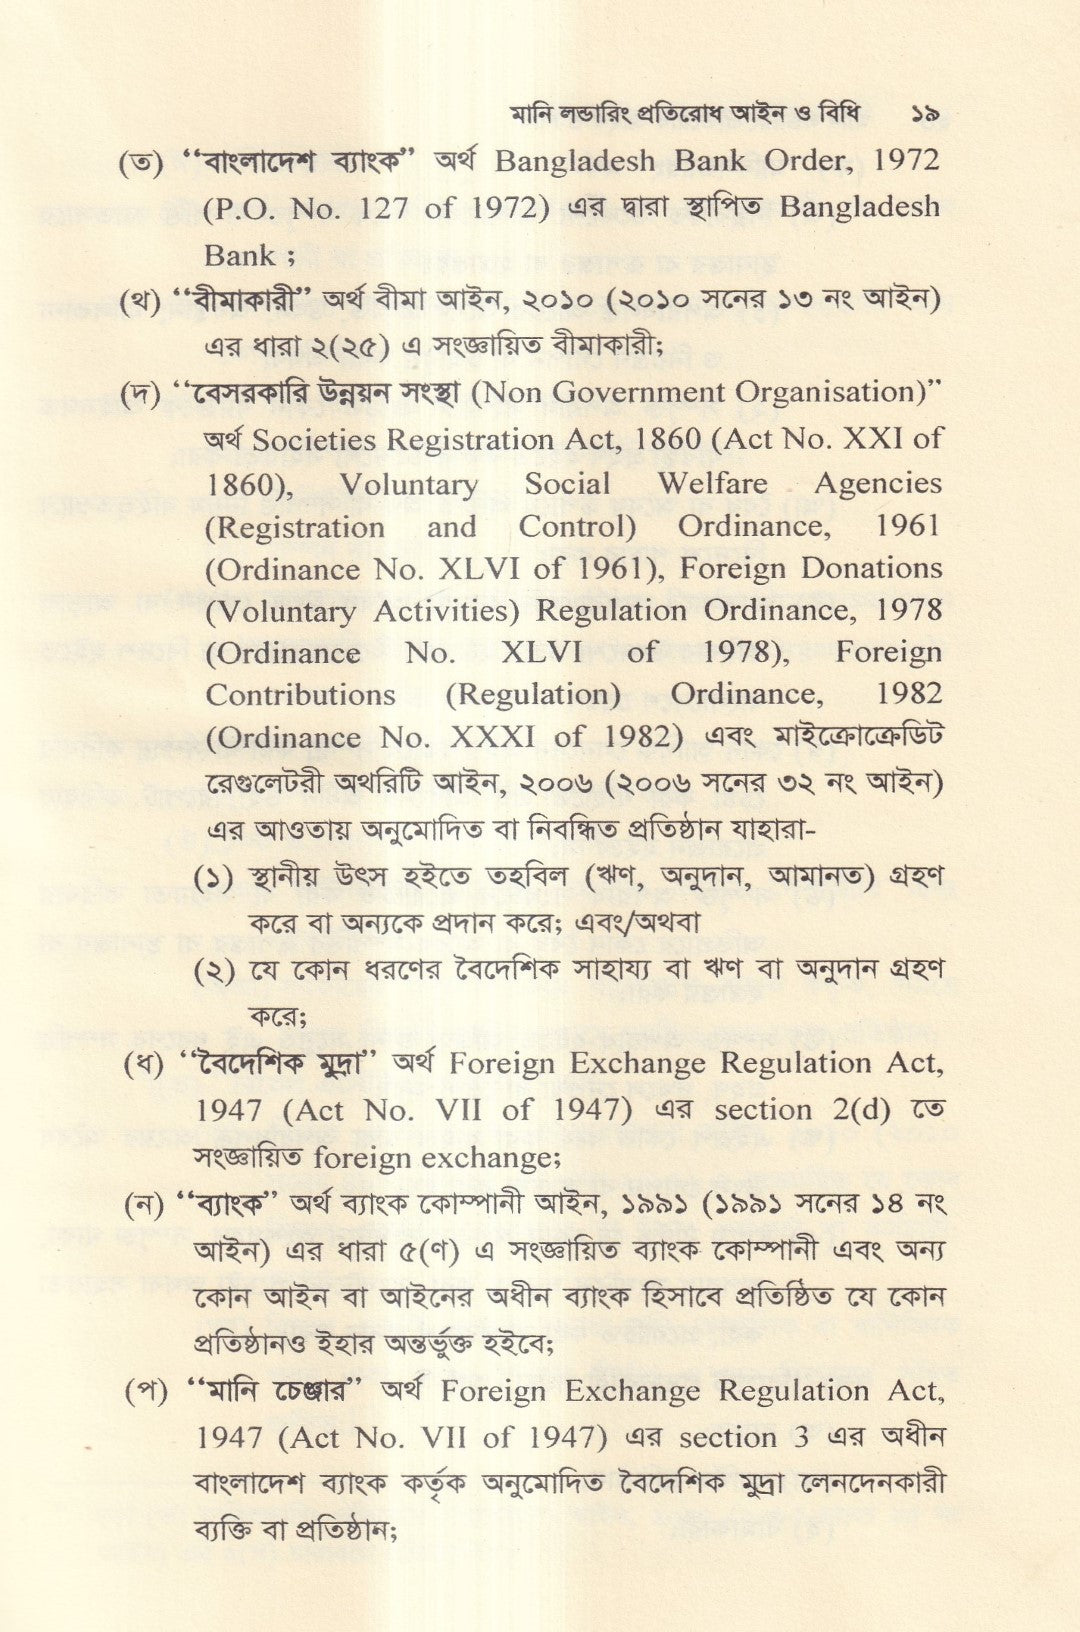 মানি লন্ডারিং প্রতিরোধ আইন ও বিধি ১৯
(ত) “বাংলাদেশ ব্যাংক” অর্থ Bangladesh Bank Order, 1972
(P.O. No. 127 of 1972) এর দ্বারা স্থাপিত Bangladesh
Bank ;
(থ) “বীমাকারী” অর্থ বীমা আইন, ২০১০ (২০১০ সনের ১৩ নং আইন)
এর ধারা ২(২৫) এ সংজ্ঞায়িত বীমাকারী;
(দ) “বেসরকারি উন্নয়ন সংস্থা (Non Government Organisation)”
অর্থ Societies Registration Act, 1860 (Act No. XXI of
1860), Voluntary Social Welfare Agencies
(Registration and Control) Ordinance, 1961
(Ordinance No. XLVI of 1961), Foreign Donations
(Voluntary Activities) Regulation Ordinance, 1978
(Ordinance No. XLVI of 1978), Foreign
Contributions (Regulation) Ordinance, 1982
(Ordinance No. XXXI of 1982) এবং মাইক্রোক্রেডিট
রেগুলেটরী অথরিটি আইন, ২০০৬ (২০০৬ সনের ৩২ নং আইন)
এর আওতায় অনুমোদিত বা নিবন্ধিত প্রতিষ্ঠান যাহারা-
(১) স্থানীয় উৎস হইতে তহবিল (ঋণ, অনুদান, আমানত) গ্রহণ
করে বা অন্যকে প্রদান করে; এবং/অথবা
(২) যে কোন ধরণের বৈদেশিক সাহায্য বা ঋণ বা অনুদান গ্রহণ
করে;
(ধ) “বৈদেশিক মুদ্রা” অর্থ Foreign Exchange Regulation Act,
1947 (Act No. VII of 1947) এর section 2(d) তে
সংজ্ঞায়িত foreign exchange;
(ন) “ব্যাংক” অর্থ ব্যাংক কোম্পানী আইন, ১৯৯১ (১৯৯১ সনের ১৪ নং
আইন) এর ধারা ৫(ণ) এ সংজ্ঞায়িত ব্যাংক কোম্পানী এবং অন্য
কোন আইন বা আইনের অধীন ব্যাংক হিসাবে প্রতিষ্ঠিত যে কোন
প্রতিষ্ঠানও ইহার অন্তর্ভুক্ত হইবে;
(প) “মানি চেঞ্জার” অর্থ Foreign Exchange Regulation Act,
1947 (Act No. VII of 1947) এর section 3 এর অধীন
বাংলাদেশ ব্যাংক কর্তৃক অনুমোদিত বৈদেশিক মুদ্রা লেনদেনকারী
ব্যক্তি বা প্রতিষ্ঠান;